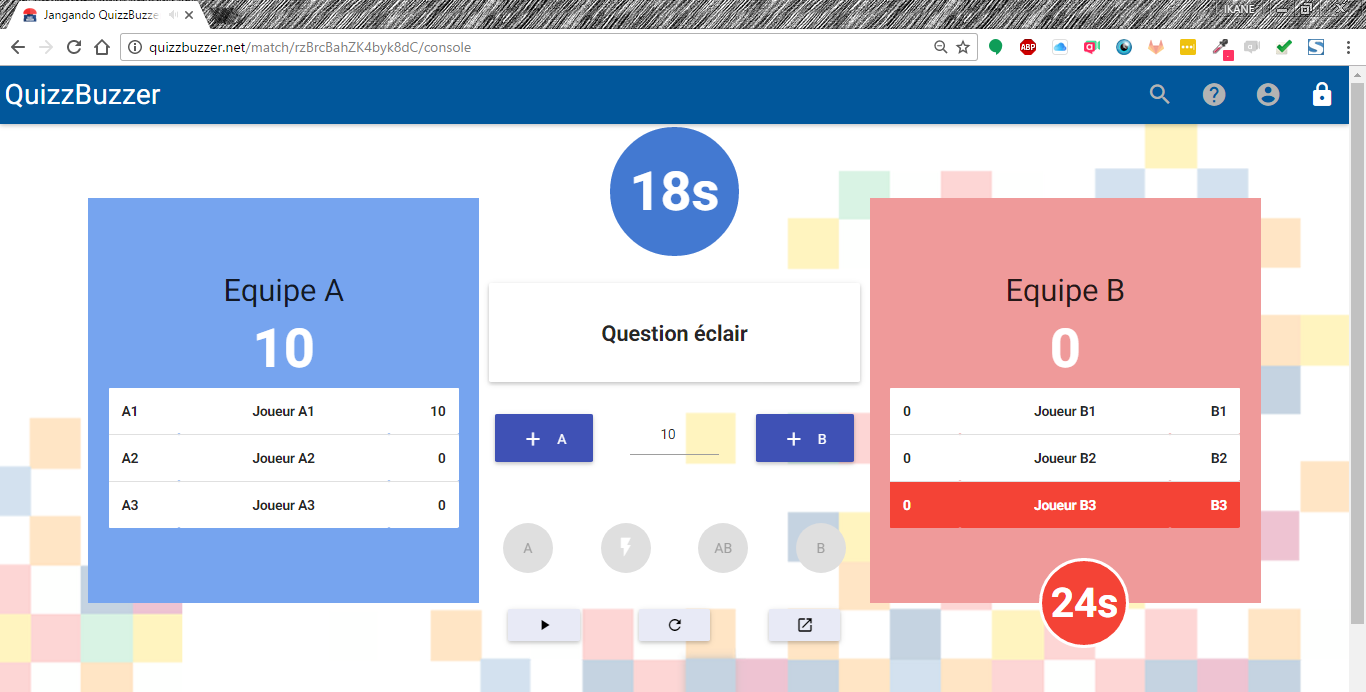 Jangando QuizzBuzze
IKANE
quizzbuzzer.net/match/rzBrcBahZK4byk8dC/console
ABP
QuizzBuzzer
18s
Equipe A
10
A1 Joueur A1 10
A2 Joueur A2 0
A3 Joueur A3 0
Question éclair
+ A
10
+ B
A
AB
B
Equipe B
0
0 Joueur B1 B1
0 Joueur B2 B2
0 Joueur B3 B3
24s